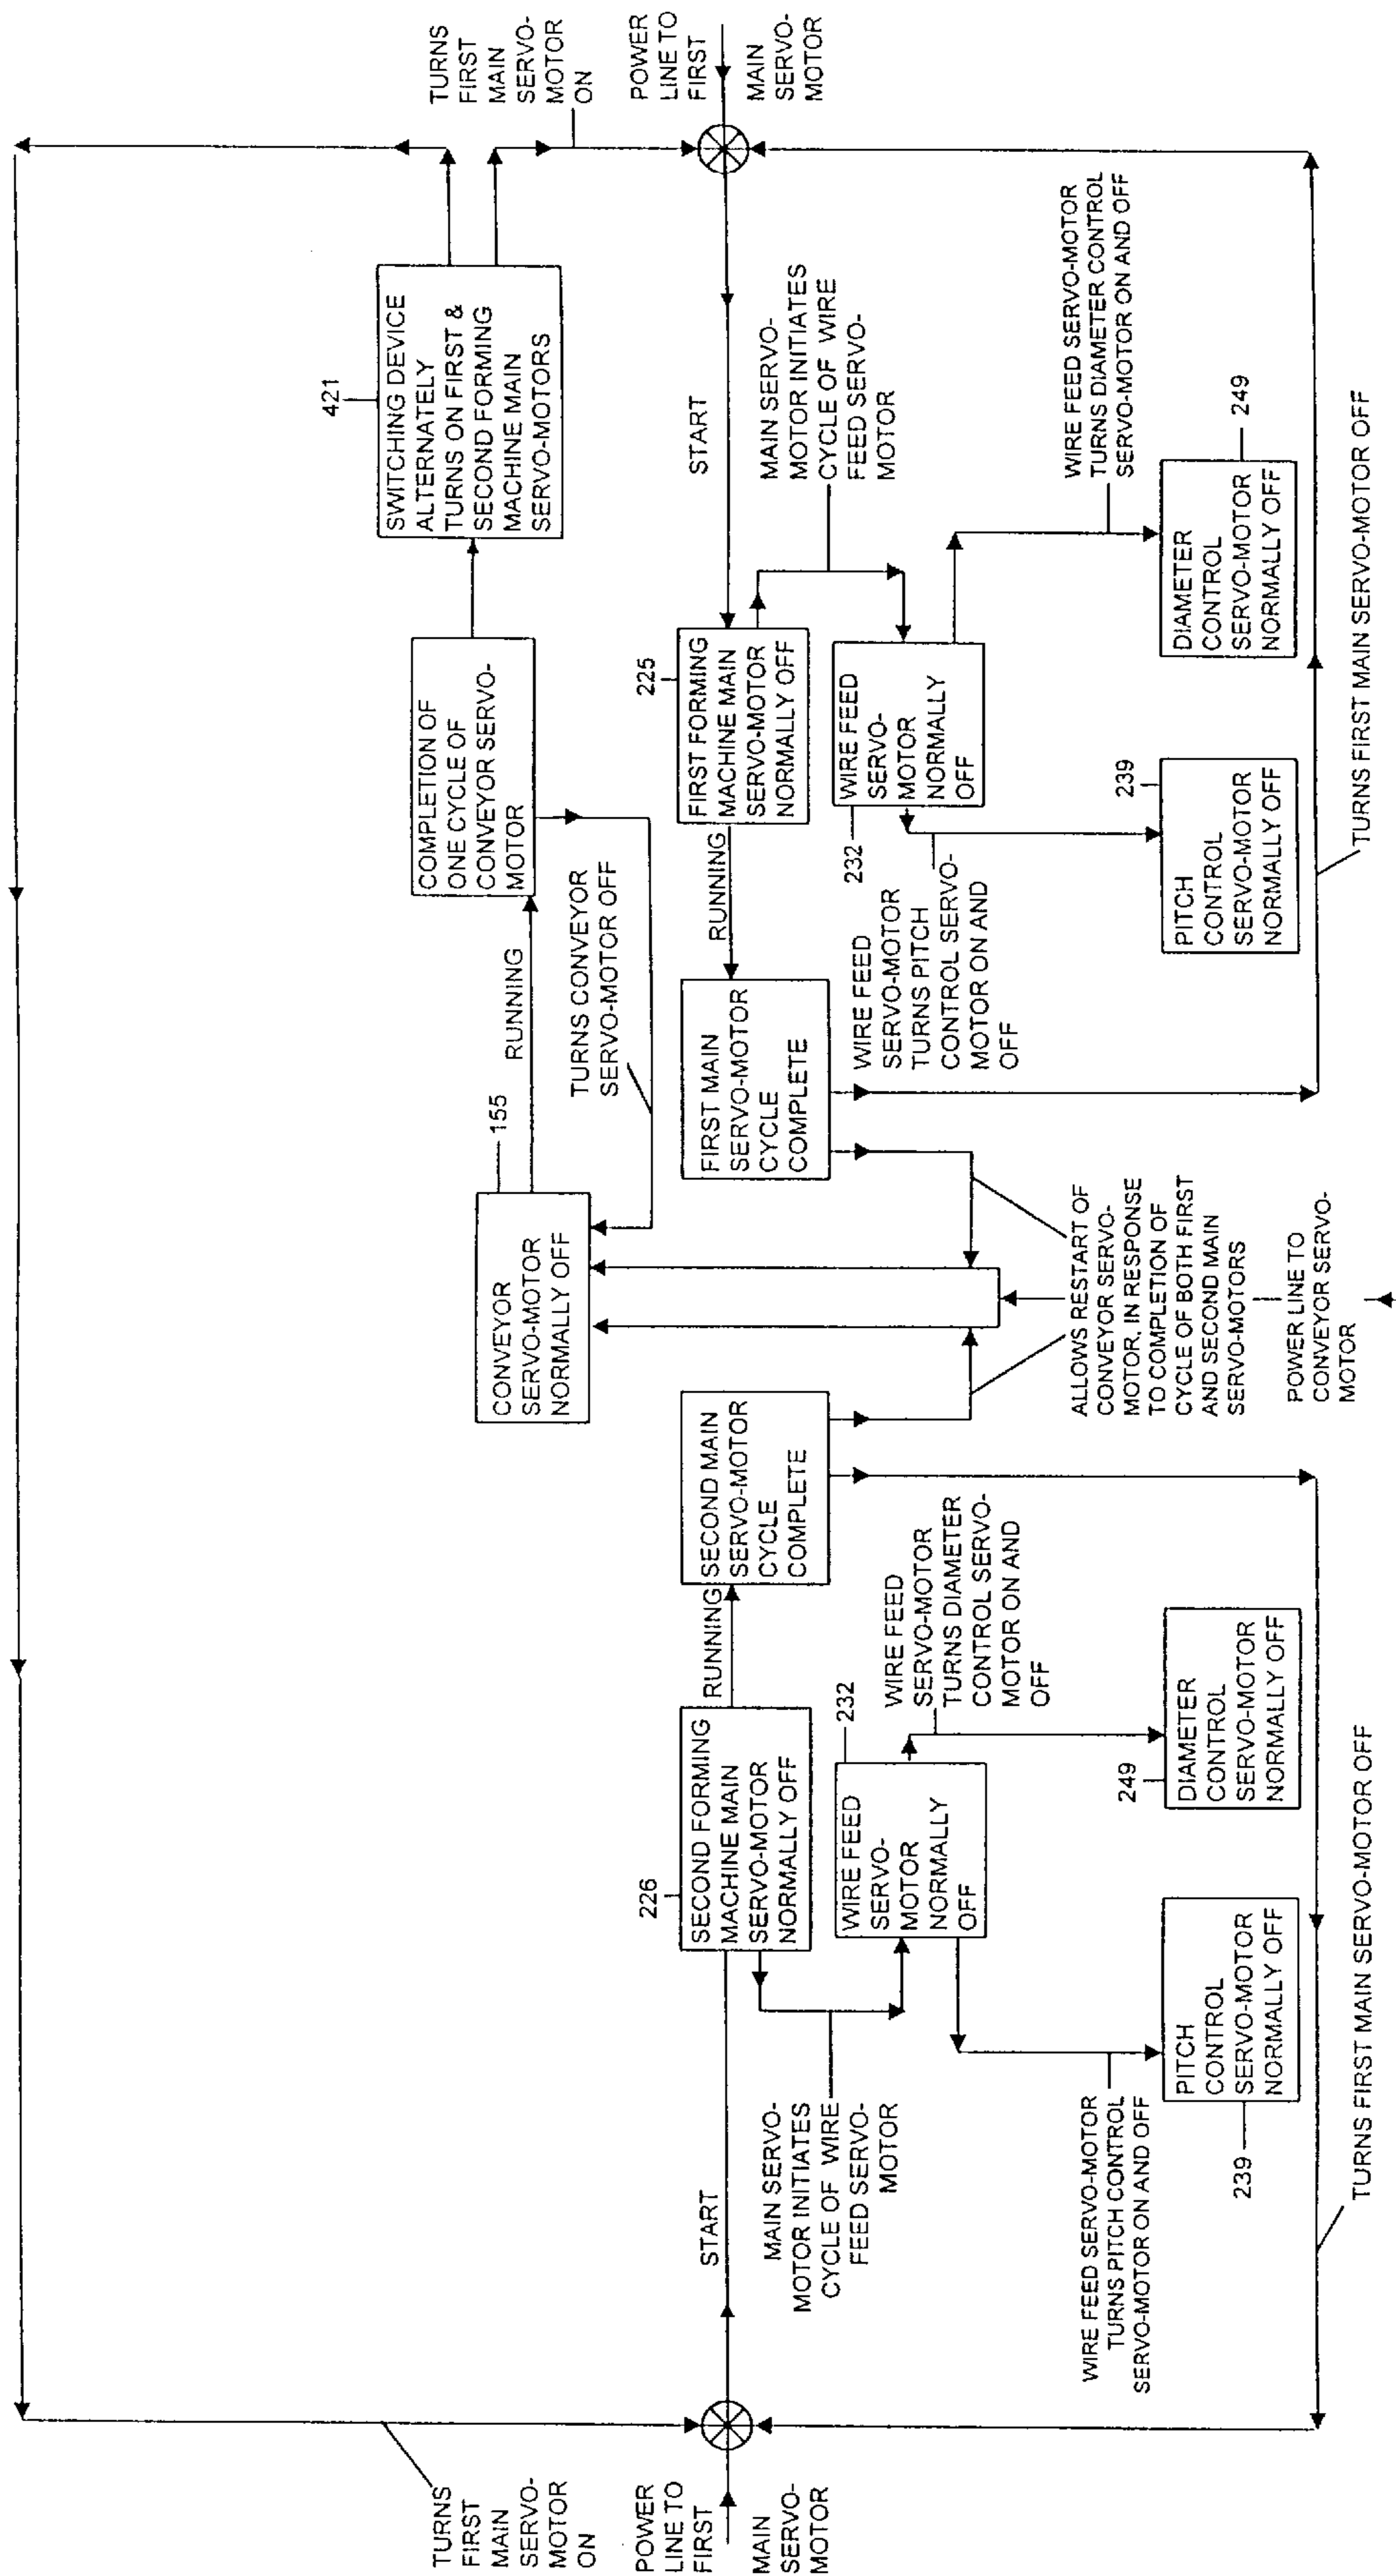 TURNS
FIRST
MAIN
SERVO-
MOTOR
ON
POWER
LINE TO
FIRST
MAIN
SERVO-
MOTOR
START
226
SECOND FORMING
MACHINE MAIN
SERVO-MOTOR
NORMALLY OFF
RUNNING
SECOND MAIN
SERVO-MOTOR
CYCLE
COMPLETE
MAIN SERVO-
MOTOR INITIATES
CYCLE OF WIRE
FEED SERVO-
MOTOR
232
WIRE FEED
SERVO-
MOTOR
NORMALLY
OFF
WIRE FEED
SERVO-MOTOR
TURNS DIAMETER
CONTROL SERVO-
MOTOR ON AND
OFF
WIRE FEED SERVO-MOTOR
TURNS PITCH CONTROL
SERVO-MOTOR ON AND OFF
239
PITCH
CONTROL
SERVO-MOTOR
NORMALLY OFF
249
DIAMETER
CONTROL
SERVO-MOTOR
NORMALLY OFF
TURNS FIRST MAIN SERVO-MOTOR OFF
155
CONVEYOR
SERVO-MOTOR
NORMALLY OFF
RUNNING
TURNS CONVEYOR
SERVO-MOTOR OFF
COMPLETION OF
ONE CYCLE OF
CONVEYOR SERVO-
MOTOR
421
SWITCHING DEVICE
ALTERNATELY
TURNS ON FIRST &
SECOND FORMING
MACHINE MAIN
SERVO-MOTORS
ALLOWS RESTART OF
CONVEYOR SERVO-
MOTOR, IN RESPONSE
TO COMPLETION OF
CYCLE OF BOTH FIRST
AND SECOND MAIN
SERVO-MOTORS
POWER LINE TO
CONVEYOR SERVO-
MOTOR
FIRST MAIN
SERVO-MOTOR
CYCLE
COMPLETE
RUNNING
225
FIRST FORMING
MACHINE MAIN
SERVO-MOTOR
NORMALLY OFF
START
MAIN SERVO-
MOTOR INITIATES
CYCLE OF WIRE
FEED SERVO-
MOTOR
232
WIRE FEED
SERVO-
MOTOR
NORMALLY
OFF
WIRE FEED
SERVO-MOTOR
TURNS PITCH
CONTROL SERVO-
MOTOR ON AND
OFF
WIRE FEED SERVO-MOTOR
TURNS DIAMETER CONTROL
SERVO-MOTOR ON AND OFF
239
PITCH
CONTROL
SERVO-MOTOR
NORMALLY OFF
249
DIAMETER
CONTROL
SERVO-MOTOR
NORMALLY OFF
TURNS FIRST MAIN SERVO-MOTOR OFF
TURNS
FIRST
MAIN
SERVO-
MOTOR
ON
POWER
LINE TO
FIRST
MAIN
SERVO-
MOTOR